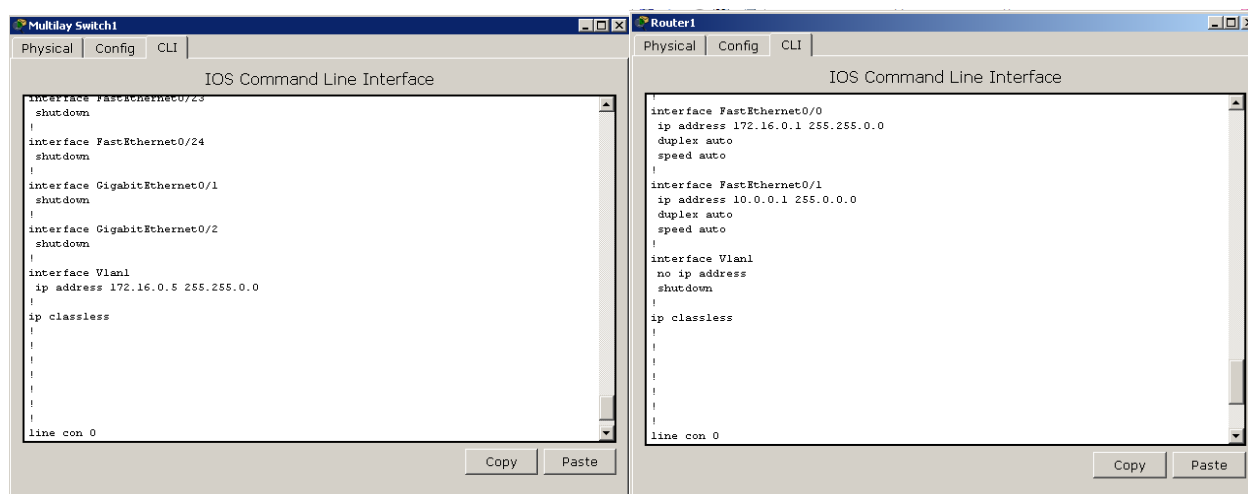 Multilay Switch1
Physical Config CLI
IOS Command Line Interface
interface FastEthernet0/23
shutdown
!
interface FastEthernet0/24
shutdown
!
interface GigabitEthernet0/1
shutdown
!
interface GigabitEthernet0/2
shutdown
!
interface Vlan1
ip address 172.16.0.5 255.255.0.0
!
ip classless
!
!
!
!
!
!
!
line con 0
Copy Paste
Router1
Physical Config CLI
IOS Command Line Interface
!
interface FastEthernet0/0
ip address 172.16.0.1 255.255.0.0
duplex auto
speed auto
!
interface FastEthernet0/1
ip address 10.0.0.1 255.0.0.0
duplex auto
speed auto
!
interface Vlan1
no ip address
shutdown
!
ip classless
!
!
!
!
!
!
!
line con 0
Copy Paste